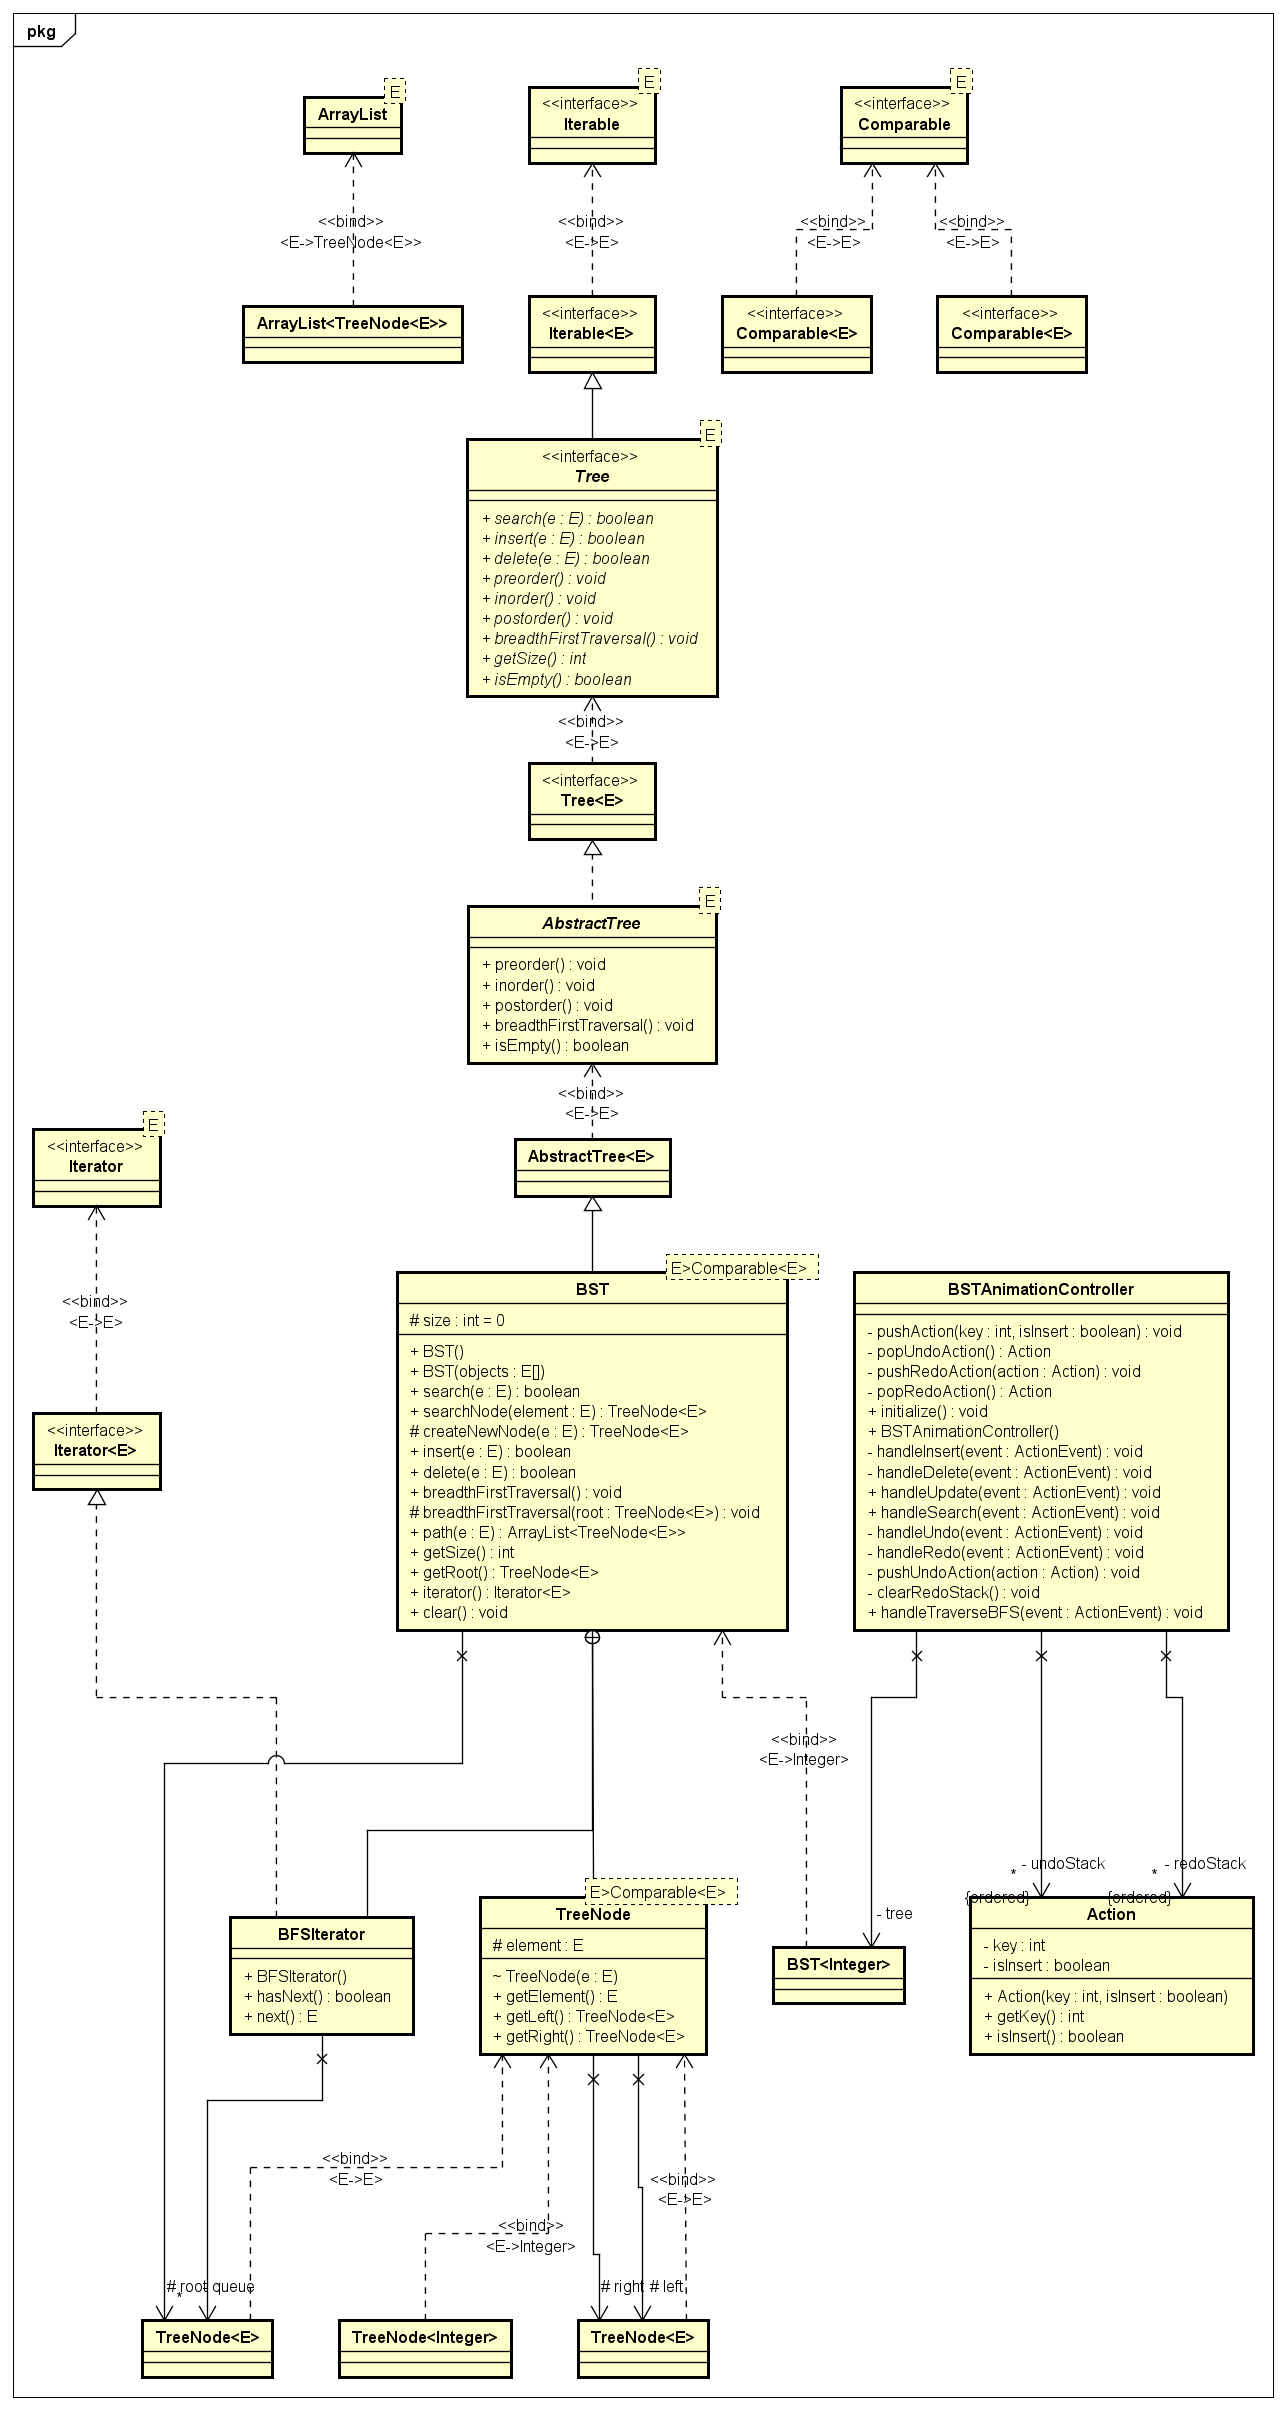 pkg
E
ArrayList
E
<<interface>>
Iterable
E
<<interface>>
Comparable
<<bind>>
<E->TreeNode<E>>
<<bind>>
<E->E>
<<bind>>
<E->E>
<<bind>>
<E->E>
ArrayList<TreeNode<E>>
<<interface>>
Iterable<E>
<<interface>>
Comparable<E>
<<interface>>
Comparable<E>
E
<<interface>>
Tree
+ search(e : E) : boolean
+ insert(e : E) : boolean
+ delete(e : E) : boolean
+ preorder() : void
+ inorder() : void
+ postorder() : void
+ breadthFirstTraversal() : void
+ getSize() : int
+ isEmpty() : boolean
<<bind>>
<E->E>
<<interface>>
Tree<E>
E
AbstractTree
+ preorder() : void
+ inorder() : void
+ postorder() : void
+ breadthFirstTraversal() : void
+ isEmpty() : boolean
<<bind>>
<E->E>
AbstractTree<E>
E
<<interface>>
Iterator
<<bind>>
<E->E>
<<interface>>
Iterator<E>
E>Comparable<E>
BST
# size : int = 0
+ BST()
+ BST(objects : E[])
+ search(e : E) : boolean
+ searchNode(element : E) : TreeNode<E>
# createNewNode(e : E) : TreeNode<E>
+ insert(e : E) : boolean
+ delete(e : E) : boolean
+ breadthFirstTraversal() : void
# breadthFirstTraversal(root : TreeNode<E>) : void
+ path(e : E) : ArrayList<TreeNode<E>>
+ getSize() : int
+ getRoot() : TreeNode<E>
+ iterator() : Iterator<E>
+ clear() : void
BSTAnimationController
- pushAction(key : int, isInsert : boolean) : void
- popUndoAction() : Action
- pushRedoAction(action : Action) : void
- popRedoAction() : Action
+ initialize() : void
+ BSTAnimationController()
- handleInsert(event : ActionEvent) : void
- handleDelete(event : ActionEvent) : void
+ handleUpdate(event : ActionEvent) : void
+ handleSearch(event : ActionEvent) : void
- handleUndo(event : ActionEvent) : void
- handleRedo(event : ActionEvent) : void
- pushUndoAction(action : Action) : void
- clearRedoStack() : void
+ handleTraverseBFS(event : ActionEvent) : void
<<bind>>
<E->Integer>
- undoStack
*
{ordered}
- redoStack
*
{ordered}
- tree
BFSIterator
+ BFSIterator()
+ hasNext() : boolean
+ next() : E
E>Comparable<E>
TreeNode
# element : E
~ TreeNode(e : E)
+ getElement() : E
+ getLeft() : TreeNode<E>
+ getRight() : TreeNode<E>
BST<Integer>
Action
- key : int
- isInsert : boolean
+ Action(key : int, isInsert : boolean)
+ getKey() : int
+ isInsert() : boolean
<<bind>>
<E->E>
<<bind>>
<E->E>
<<bind>>
<E->Integer>
# root
- queue
*
# right
# left
TreeNode<E>
TreeNode<Integer>
TreeNode<E>